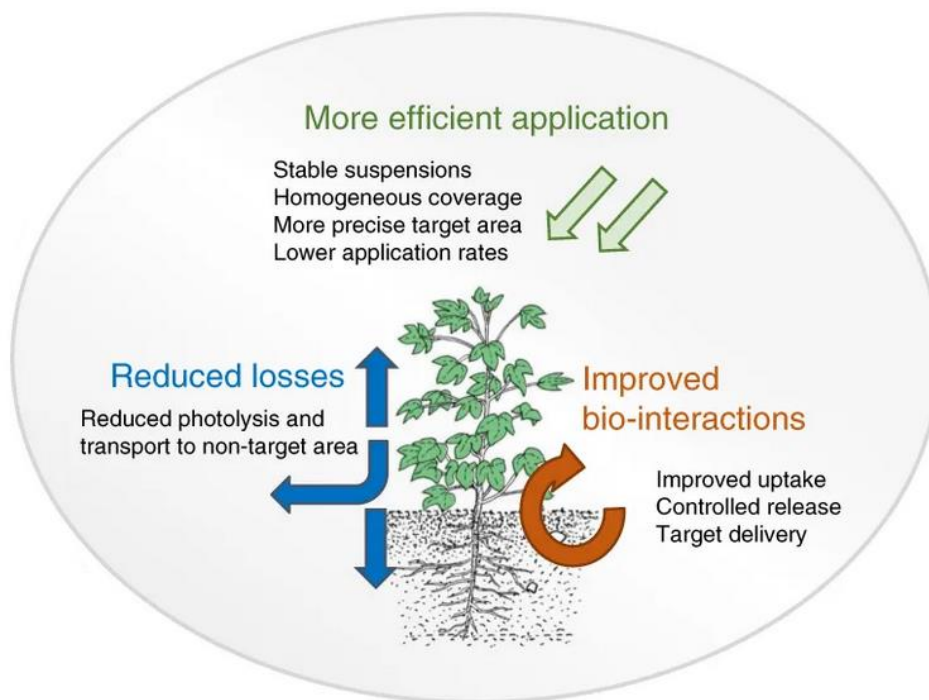 More efficient application
Stable suspensions
Homogeneous coverage
More precise target area
Lower application rates
Reduced losses
Reduced photolysis and
transport to non-target area
Improved
bio-interactions
Improved uptake
Controlled release
Target delivery